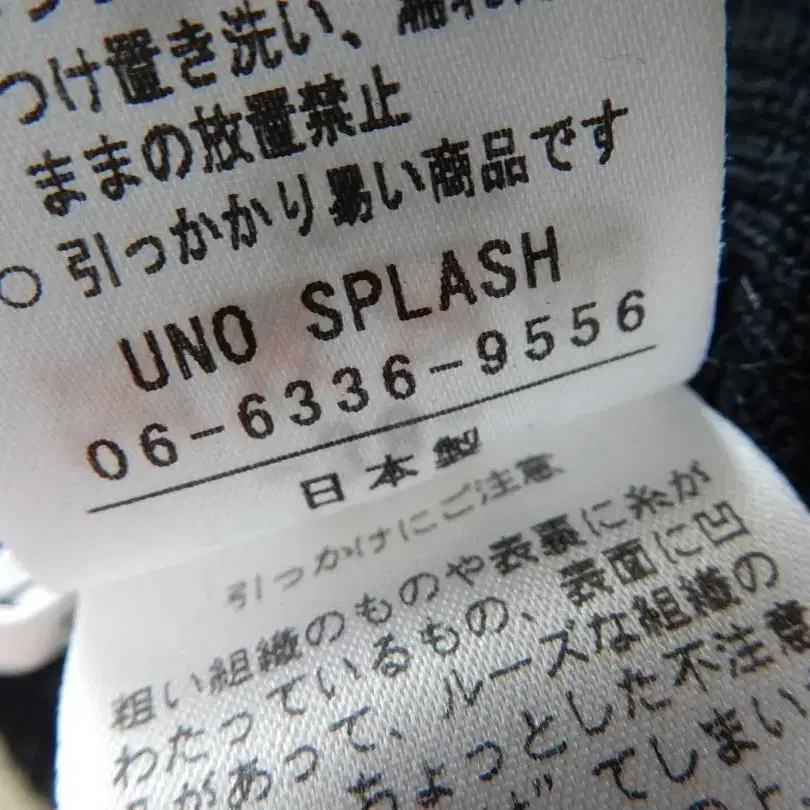 つけ置き洗い、濡れた
ままの放置禁止
○ 引っかかり易い商品です
UNO SPLASH
06-6336-9556
日本製
引っかけにご注意
粗い組織のものや表裏に糸が
わたっているもの、表面に凹
があって、ルーズな組織の
ちょっとした不注意
てしまい